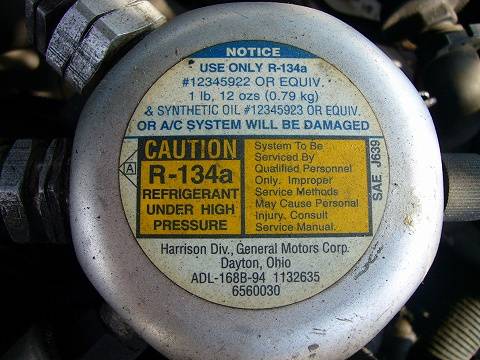 NOTICE
USE ONLY R-134a
#12345922 OR EQUIV.
1 lb, 12 ozs (0.79 kg)
& SYNTHETIC OIL #12345923 OR EQUIV.
OR A/C SYSTEM WILL BE DAMAGED
A
CAUTION
R-134a
REFRIGERANT
UNDER HIGH
PRESSURE
System To Be
Serviced By
Qualified Personnel
Only. Improper
Service Methods
May Cause Personal
Injury. Consult
Service Manual.
SAE J639
Harrison Div., General Motors Corp.
Dayton, Ohio
ADL-168B-94 1132635
6560030